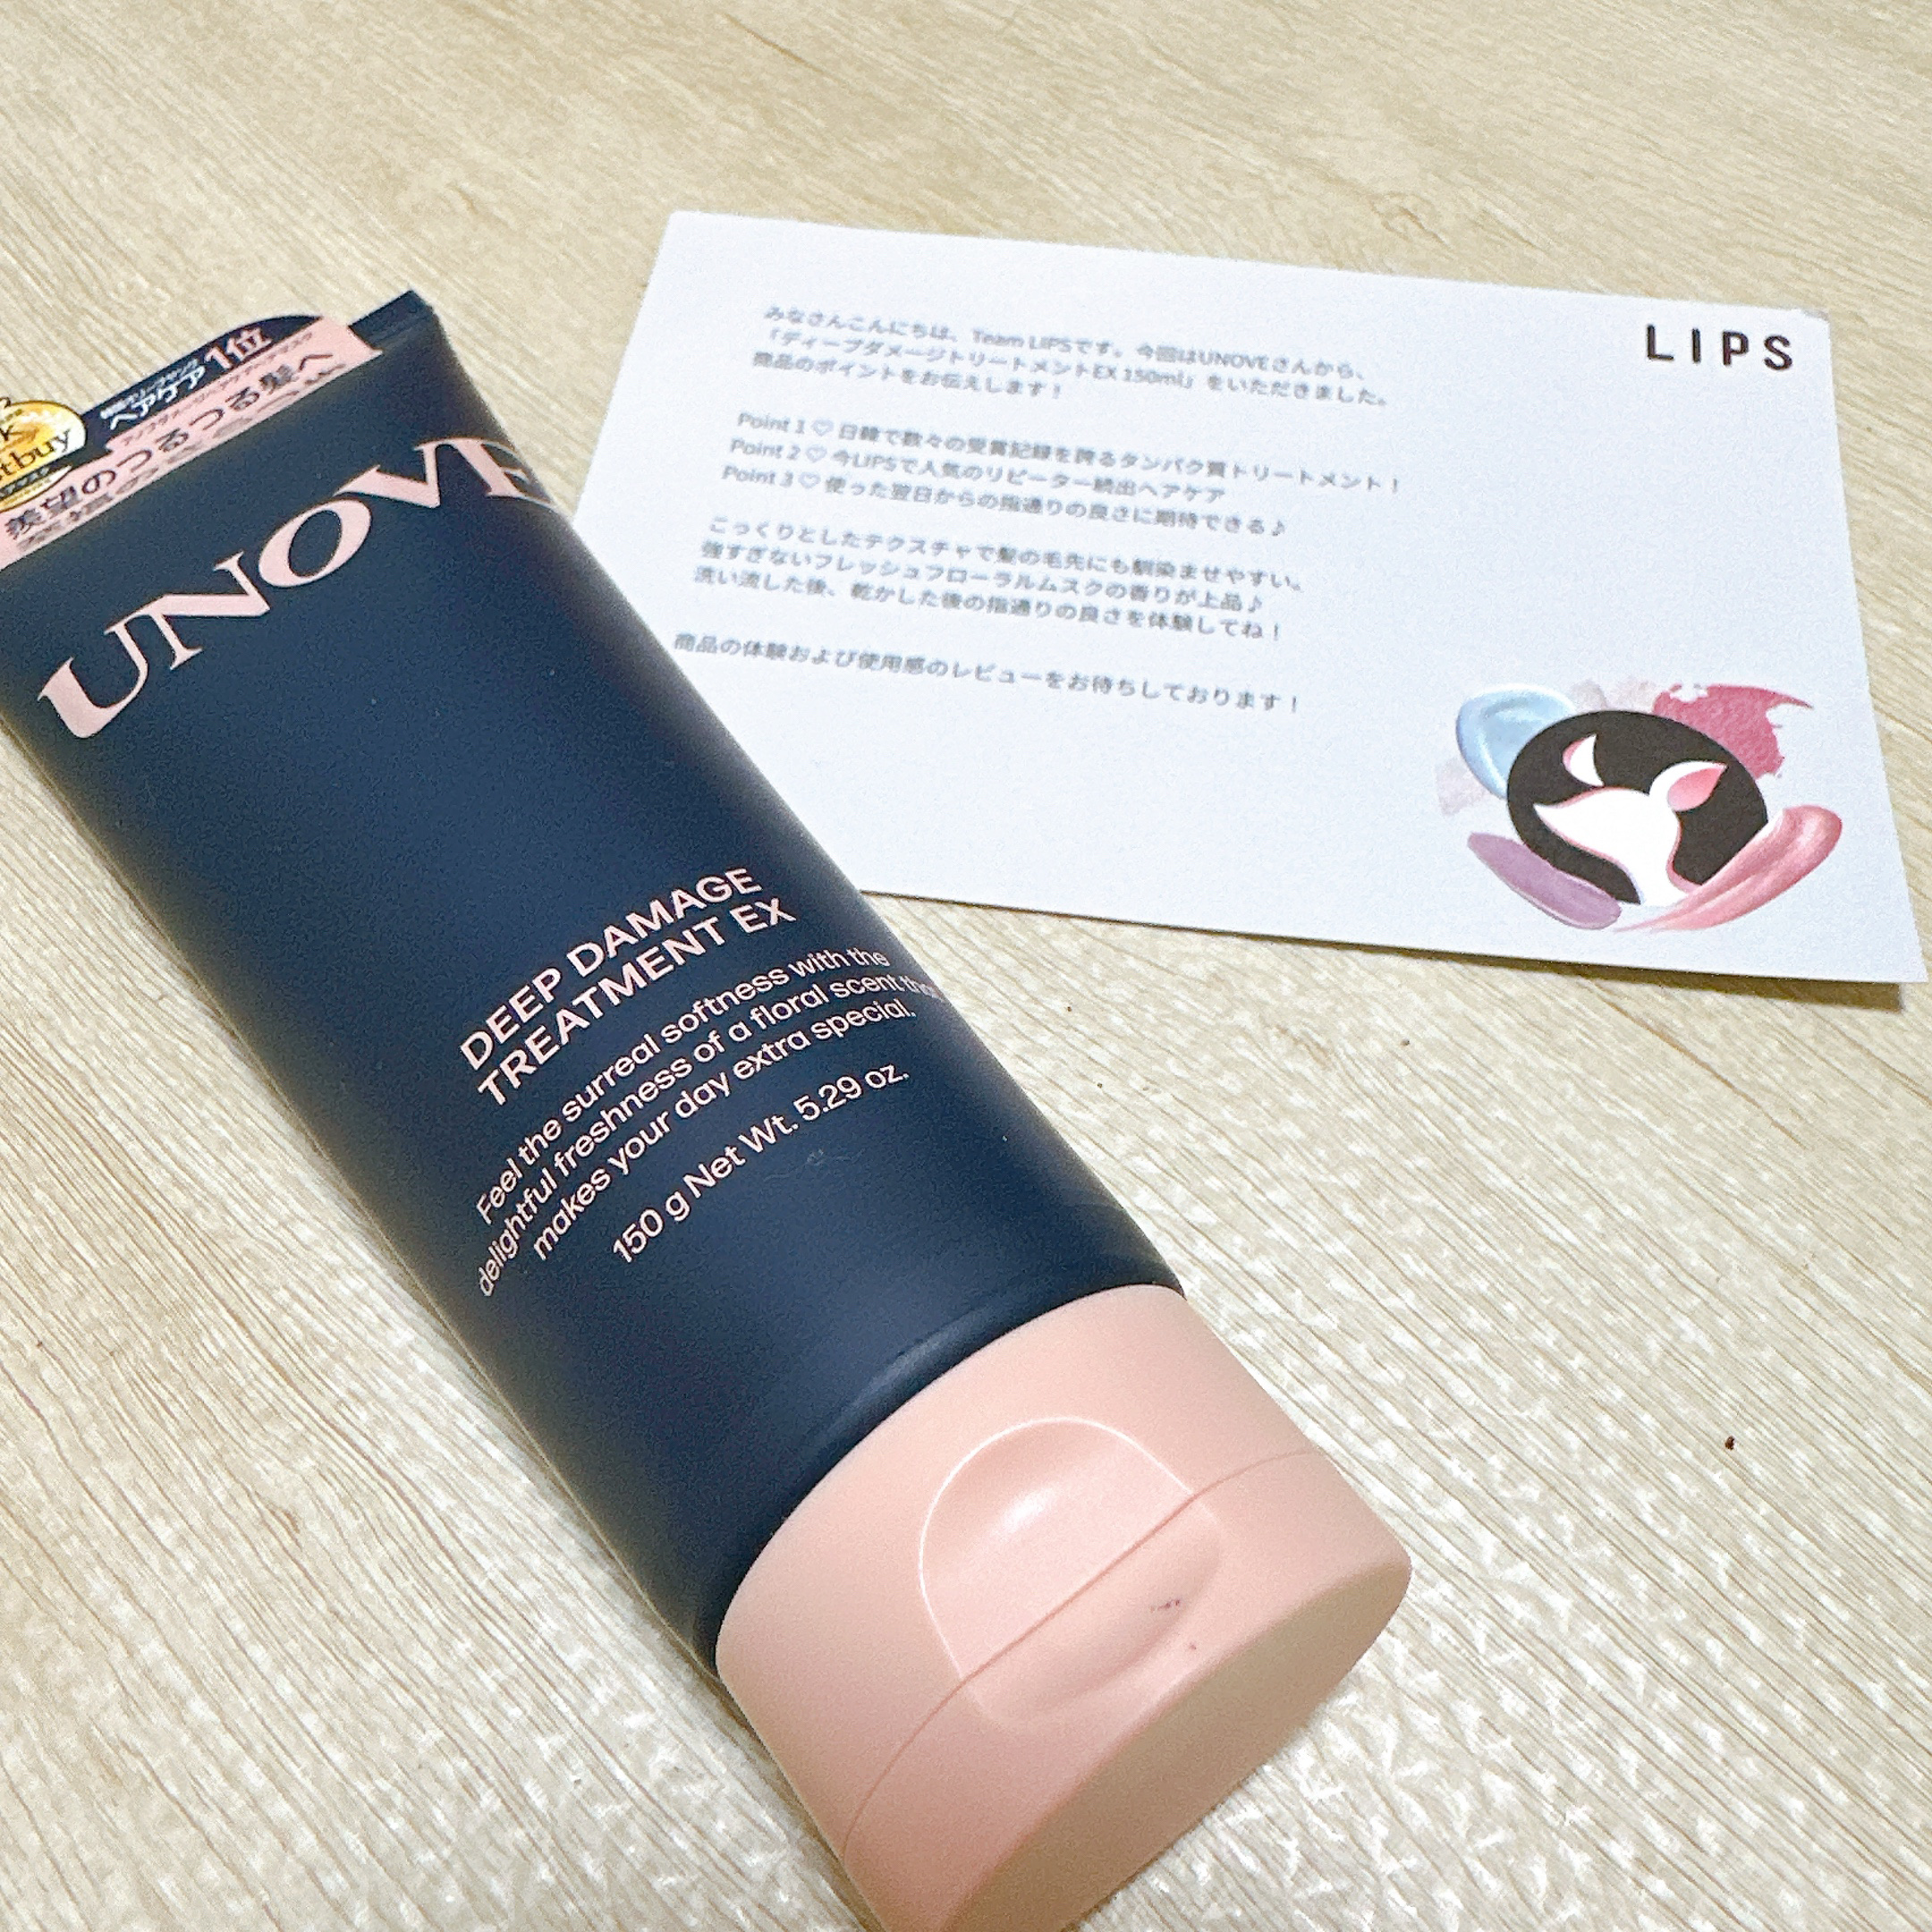 1位
ヘアケア
羨望のつるつる髪へ
UNOVE
DEEP DAMAGE
TREATMENT EX
Feel the surreal softness with the
delightful freshness of a floral scent that
makes your day extra special.
150 g Net Wt. 5.29 oz.
LIPS
みなさんこんにちは、Team LIPSです。今回はUNOVEさんから、
「ディープダメージトリートメントEX 150ml」をいただきました。
商品のポイントをお伝えします！
Point 1♡日韓で数々の受賞記録を誇るタンパク質トリートメント！
Point 2♡今LIPSで人気のリピーター続出ヘアケア
Point 3♡使った翌日からの指通りの良さに期待できる♪
こっくりとしたテクスチャで髪の毛先にも馴染ませやすい。
強すぎないフレッシュフローラルムスクの香りが上品♪
洗い流した後、乾かした後の指通りの良さを体験してね！
商品の体験および使用感のレビューをお待ちしております！